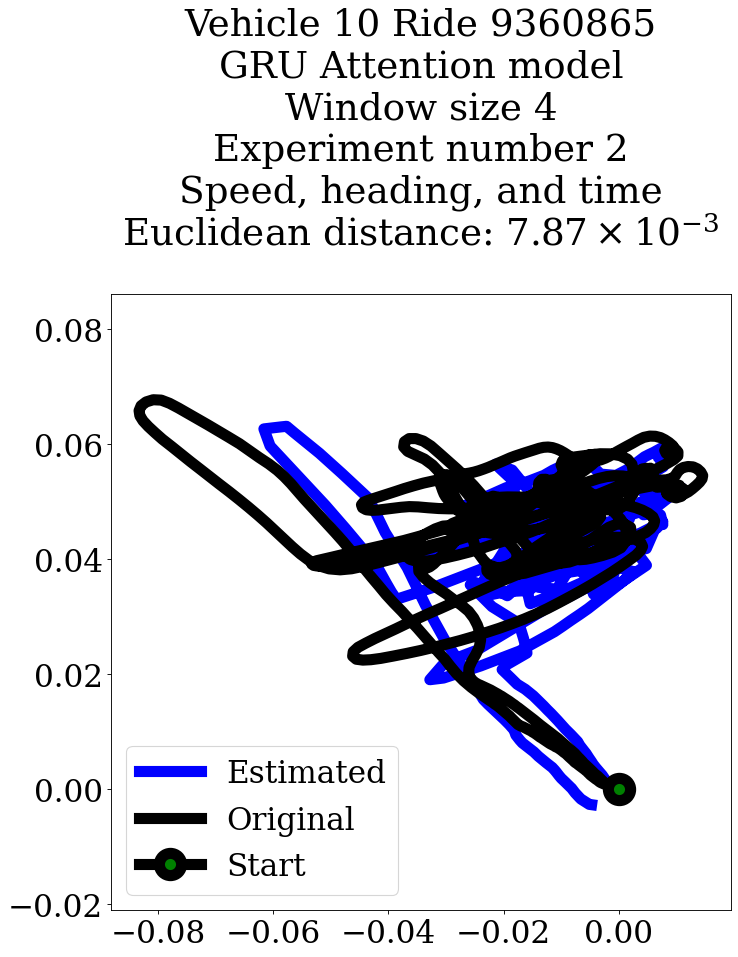 Vehicle 10 Ride 9360865
GRU Attention model
Window size 4
Experiment number 2
Speed, heading, and time
Euclidean distance: 7.87 × 10⁻³
0.08
0.06
0.04
0.02
0.00
−0.02
Estimated
Original
Start
−0.08 −0.06 −0.04 −0.02 0.00